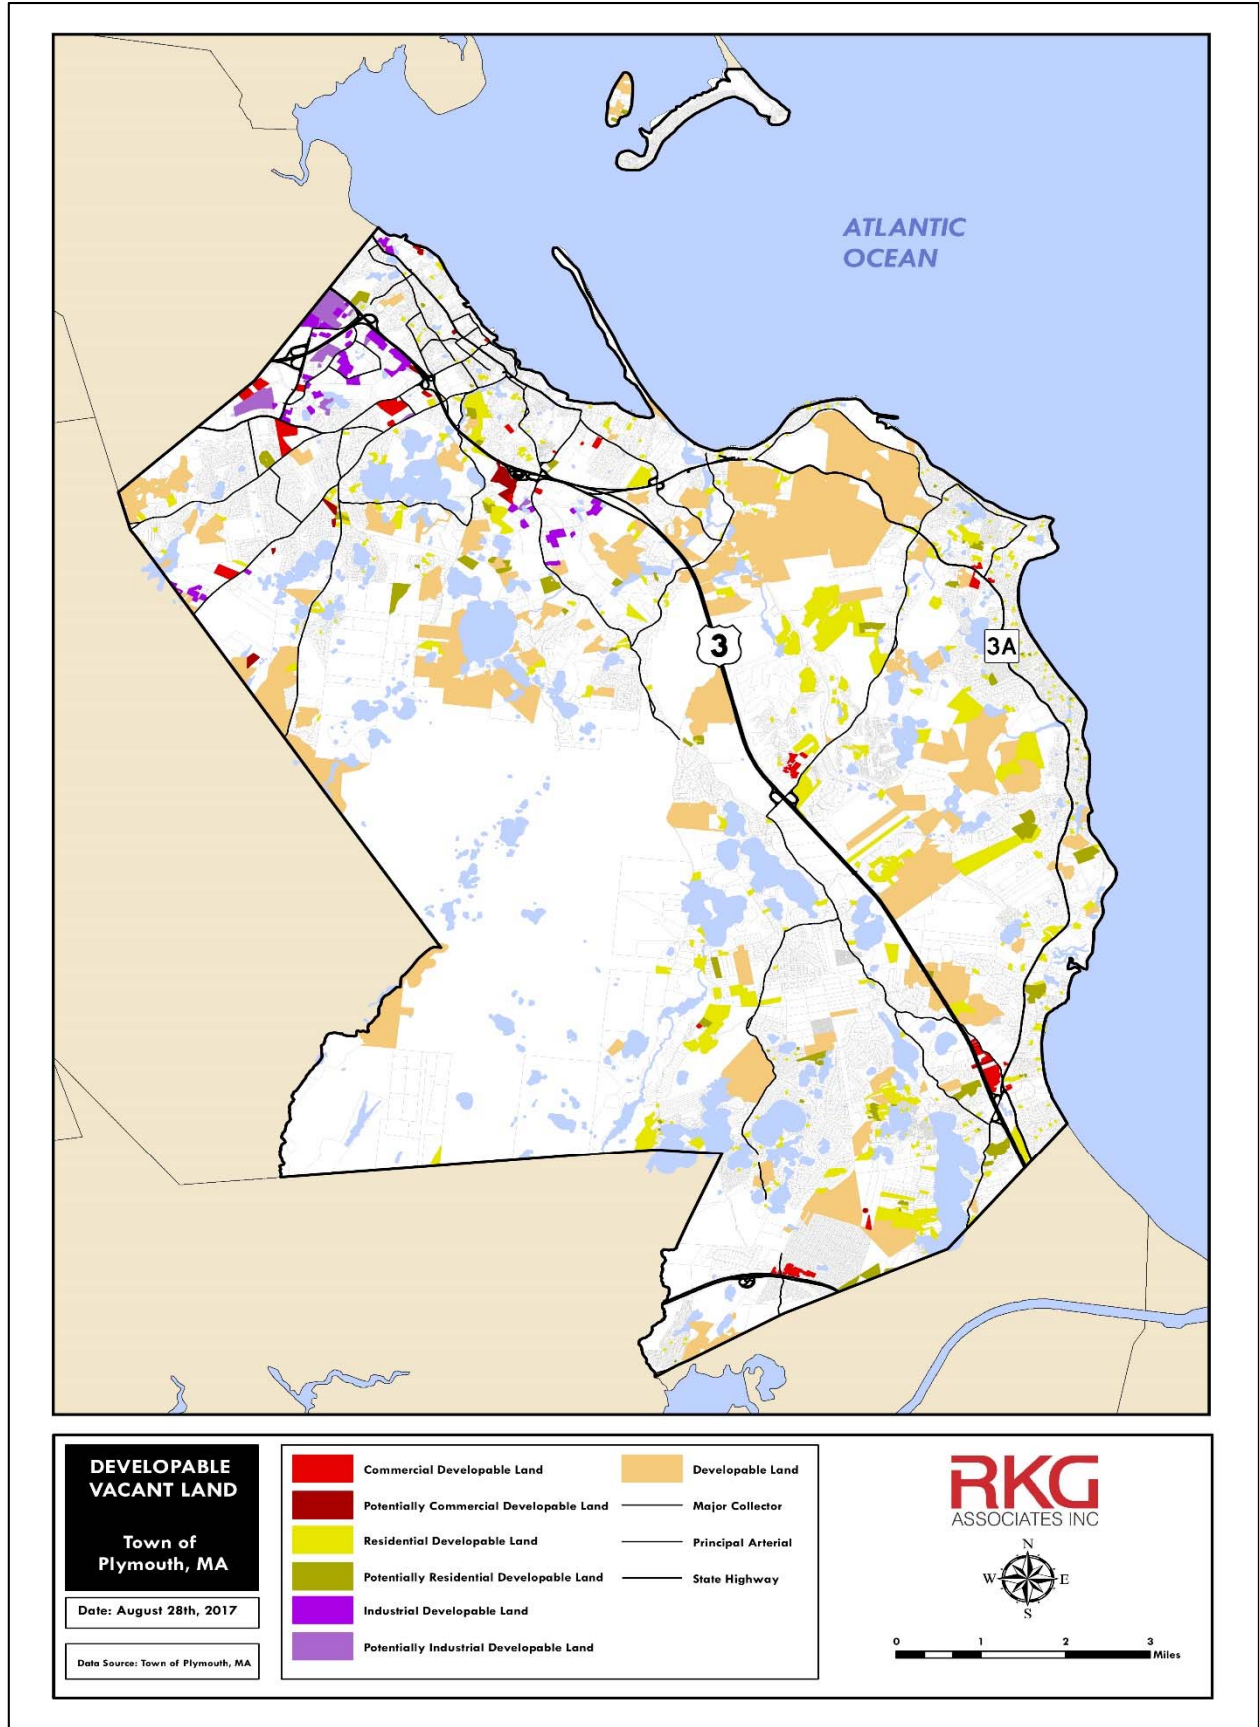 ATLANTIC
OCEAN
3
3A
DEVELOPABLE
VACANT LAND
Town of
Plymouth, MA
Date: August 28th, 2017
Data Source: Town of Plymouth, MA
Commercial Developable Land
Potentially Commercial Developable Land
Residential Developable Land
Potentially Residential Developable Land
Industrial Developable Land
Potentially Industrial Developable Land
Developable Land
Major Collector
Principal Arterial
State Highway
RKG
ASSOCIATES INC
N
W E
S
0 1 2 3
Miles